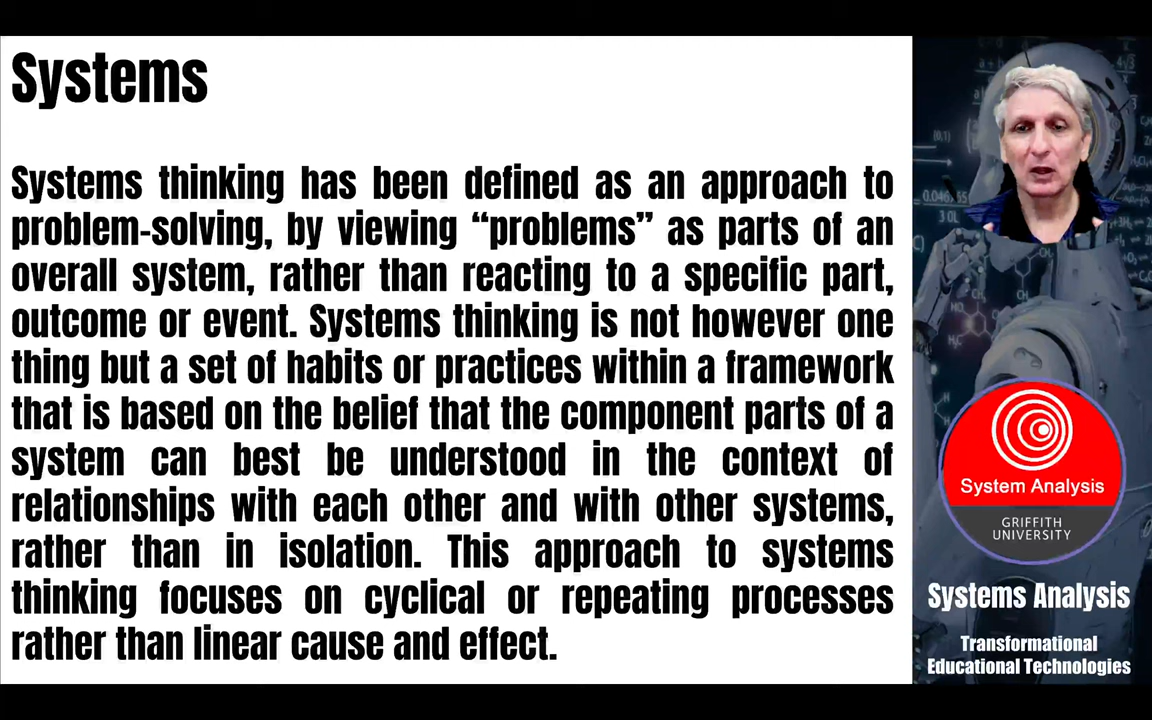 Systems
Systems thinking has been defined as an approach to
problem-solving, by viewing “problems” as parts of an
overall system, rather than reacting to a specific part,
outcome or event. Systems thinking is not however one
thing but a set of habits or practices within a framework
that is based on the belief that the component parts of a
system can best be understood in the context of
relationships with each other and with other systems,
rather than in isolation. This approach to systems
thinking focuses on cyclical or repeating processes
rather than linear cause and effect.
System Analysis
GRIFFITH
UNIVERSITY
Systems Analysis
Transformational
Educational Technologies